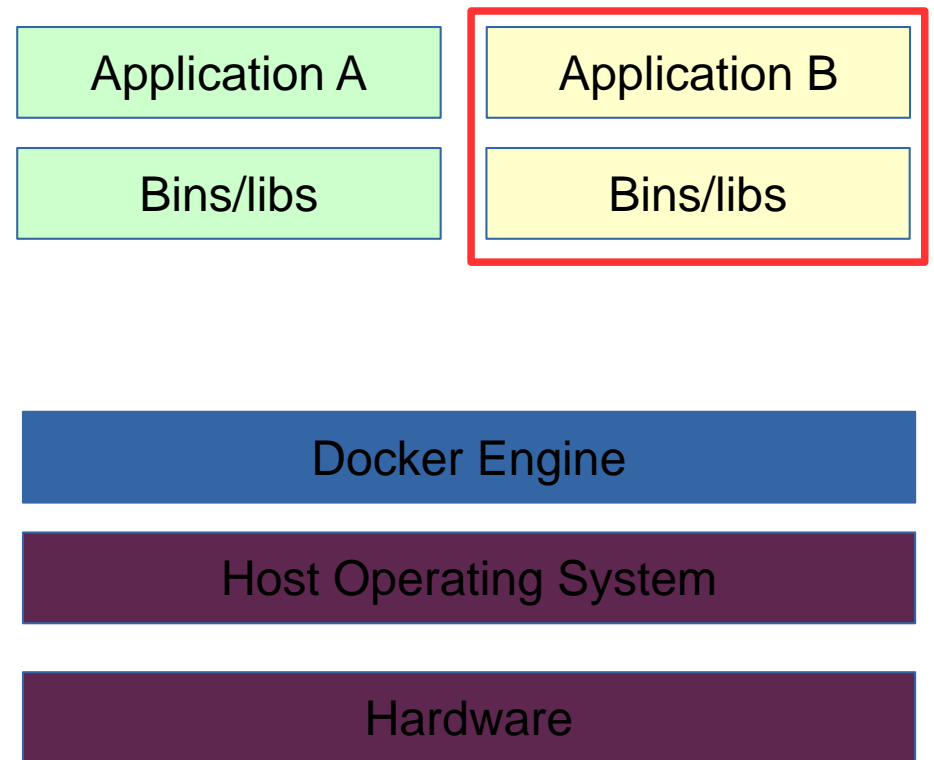 Application A
Application B
Bins/libs
Bins/libs
Docker Engine
Host Operating System
Hardware